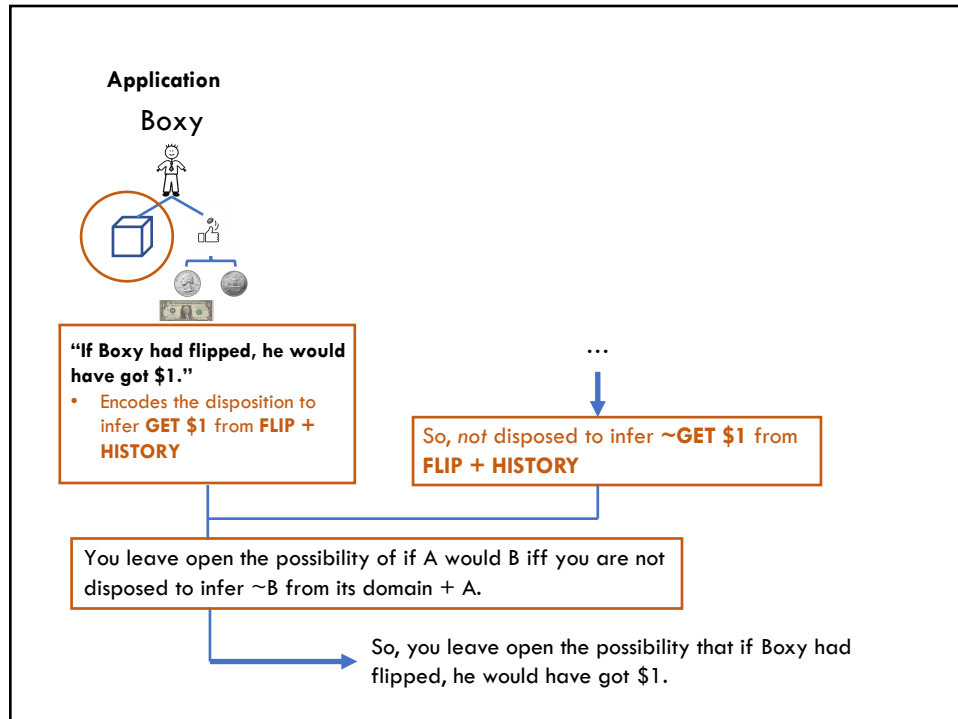 Application
Boxy
“If Boxy had flipped, he would
have got $1.”
• Encodes the disposition to
infer GET $1 from FLIP +
HISTORY
…
So, not disposed to infer ~GET $1 from
FLIP + HISTORY
You leave open the possibility of if A would B iff you are not
disposed to infer ~B from its domain + A.
So, you leave open the possibility that if Boxy had
flipped, he would have got $1.